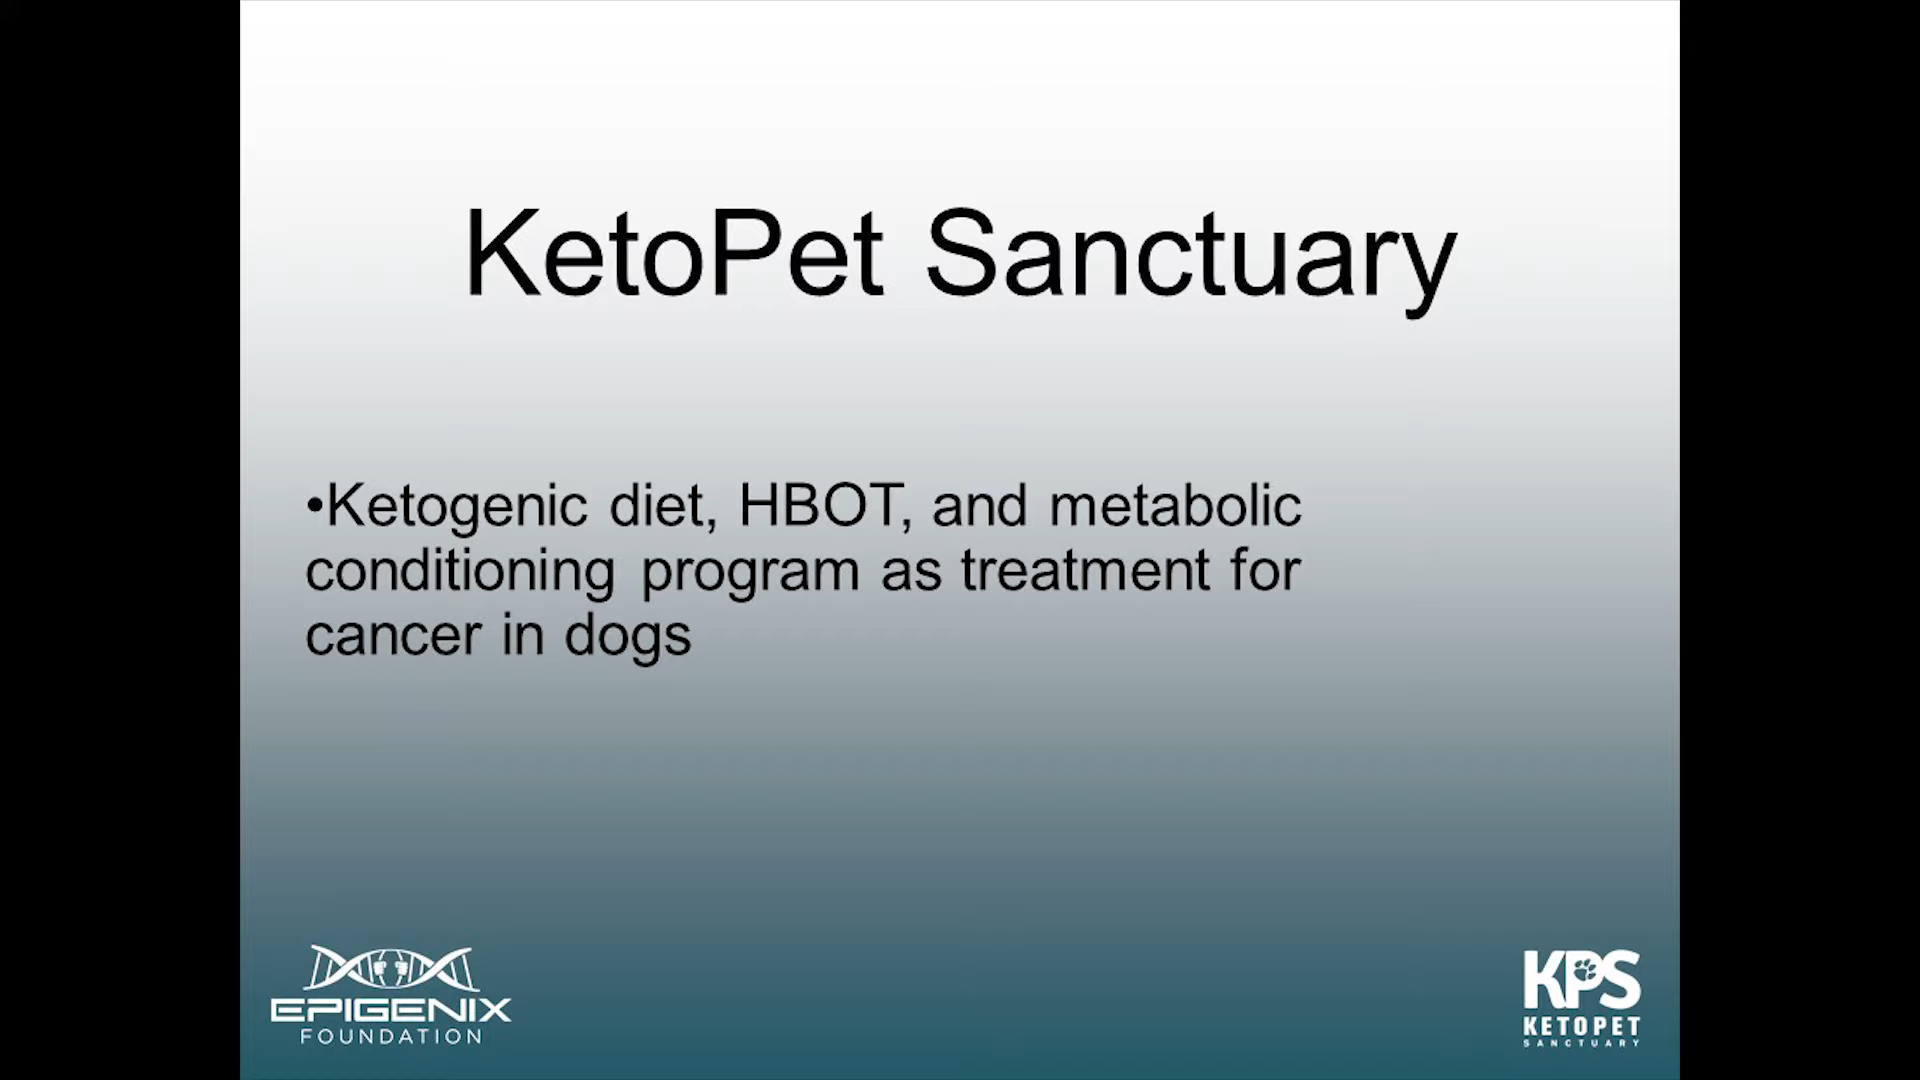 KetoPet Sanctuary
•Ketogenic diet, HBOT, and metabolic
conditioning program as treatment for
cancer in dogs
EPIGENIX
FOUNDATION
KPS
KETOPET
SANCTUARY